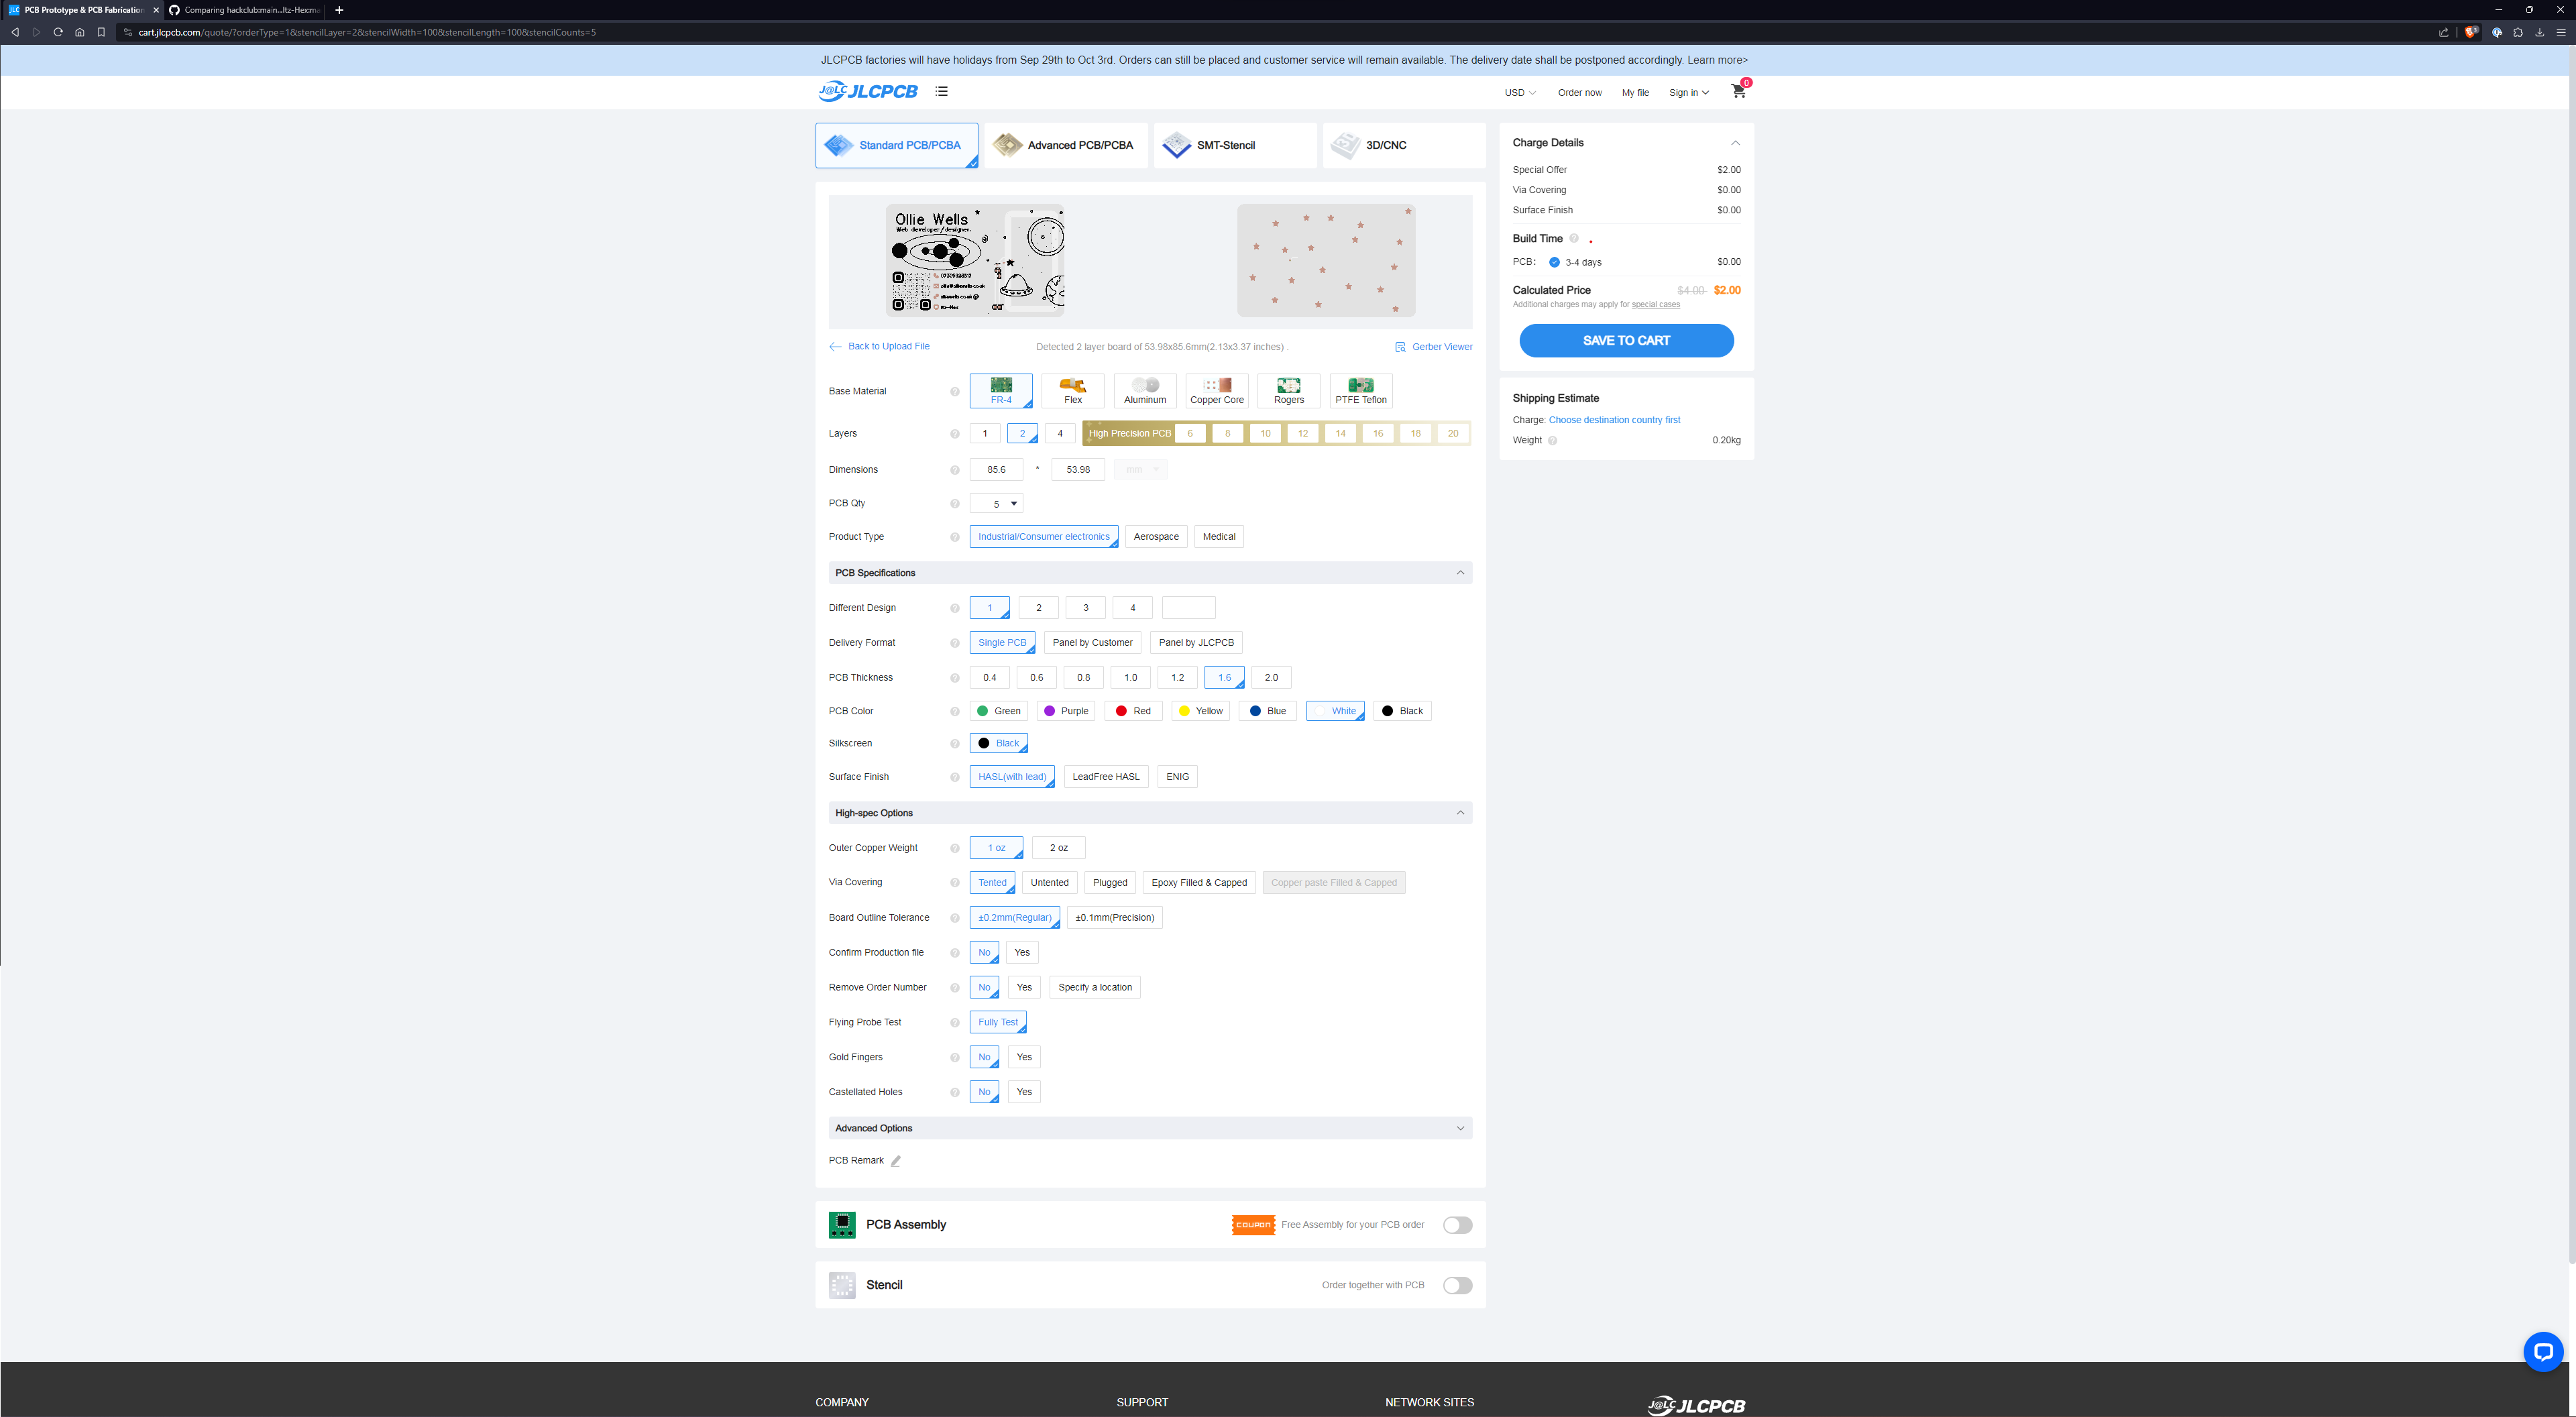 PCB Prototype & PCB Fabrication
Comparing hackclub:main...Itz-Hex:ma
cart.jlcpcb.com/quote/?orderType=1&stencilLayer=2&stencilWidth=100&stencilLength=100&stencilCounts=5
JLCPCB factories will have holidays from Sep 29th to Oct 3rd. Orders can still be placed and customer service will remain available. The delivery date shall be postponed accordingly. Learn more>
J@LC JLCPCB
USD Order now My file Sign in 0
Standard PCB/PCBA Advanced PCB/PCBA SMT-Stencil 3D/CNC
Ollie Wells
Web developer/designer.
Back to Upload File Detected 2 layer board of 53.98x85.6mm(2.13x3.37 inches) . Gerber Viewer
Base Material FR-4 Flex Aluminum Copper Core Rogers PTFE Teflon
Layers 1 2 4 High Precision PCB 6 8 10 12 14 16 18 20
Dimensions 85.6 * 53.98 mm
PCB Qty 5
Product Type Industrial/Consumer electronics Aerospace Medical
PCB Specifications
Different Design 1 2 3 4
Delivery Format Single PCB Panel by Customer Panel by JLCPCB
PCB Thickness 0.4 0.6 0.8 1.0 1.2 1.6 2.0
PCB Color Green Purple Red Yellow Blue White Black
Silkscreen Black
Surface Finish HASL(with lead) LeadFree HASL ENIG
High-spec Options
Outer Copper Weight 1 oz 2 oz
Via Covering Tented Untented Plugged Epoxy Filled & Capped Copper paste Filled & Capped
Board Outline Tolerance ±0.2mm(Regular) ±0.1mm(Precision)
Confirm Production file No Yes
Remove Order Number No Yes Specify a location
Flying Probe Test Fully Test
Gold Fingers No Yes
Castellated Holes No Yes
Advanced Options
PCB Remark
PCB Assembly COUPON Free Assembly for your PCB order
Stencil Order together with PCB
Charge Details
Special Offer $2.00
Via Covering $0.00
Surface Finish $0.00
Build Time
PCB: 3-4 days $0.00
Calculated Price $4.00 $2.00
Additional charges may apply for special cases
SAVE TO CART
Shipping Estimate
Charge: Choose destination country first
Weight 0.20kg
COMPANY SUPPORT NETWORK SITES J@LC JLCPCB